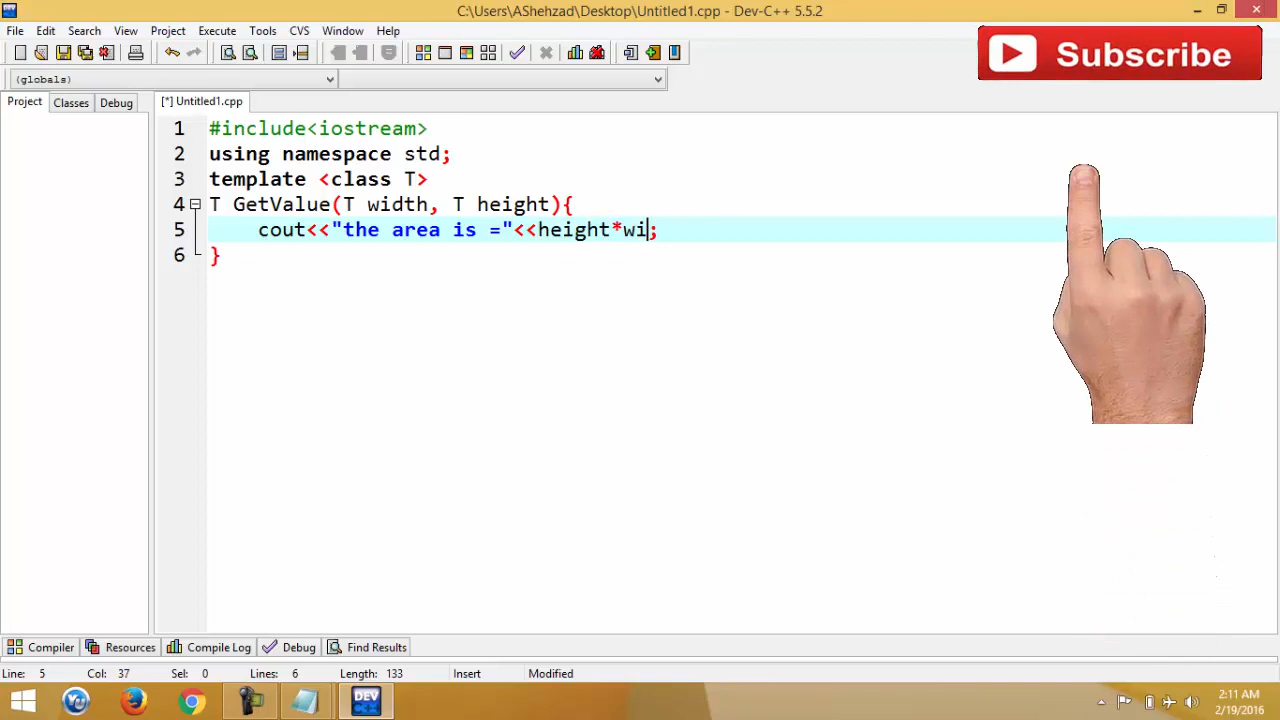 C:\Users\AShehzad\Desktop\Untitled1.cpp - Dev-C++ 5.5.2
File Edit Search View Project Execute Tools CVS Window Help
Subscribe
(globals)
Project Classes Debug [*] Untitled1.cpp
1 #include<iostream>
2 using namespace std;
3 template <class T>
4 T GetValue(T width, T height){
5 cout<<"the area is ="<<height*wi;
6 }
Compiler Resources Compile Log Debug Find Results
Line: 5 Col: 37 Sel: 0 Lines: 6 Length: 133 Insert Modified
DEV
C++
2:11 AM
2/19/2016